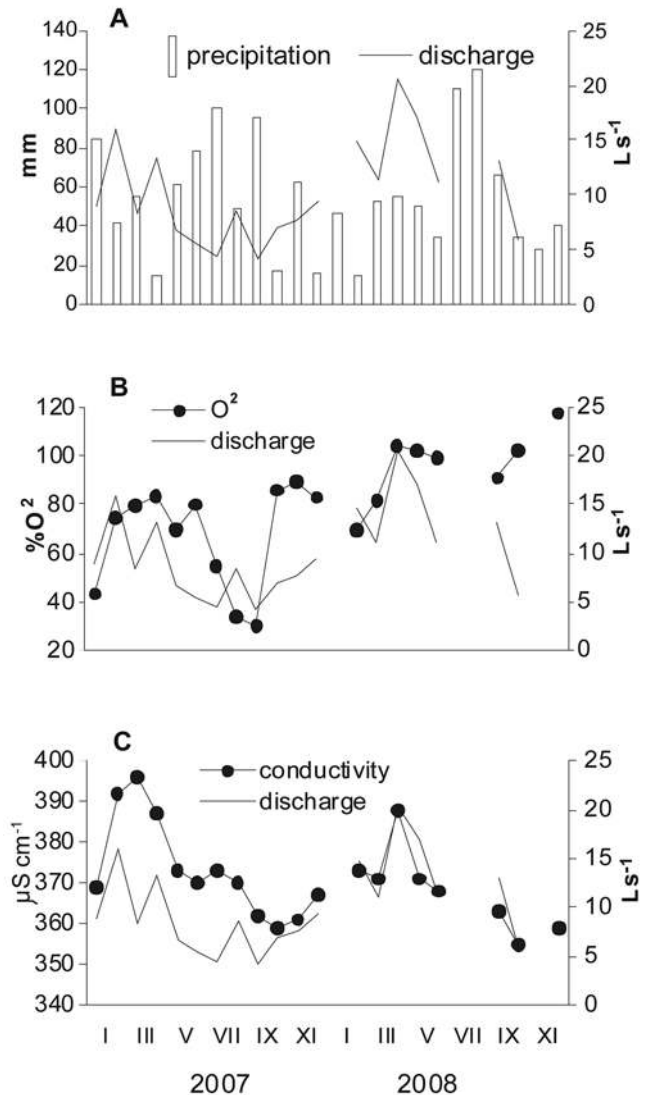 A
140
120
100
80
60
40
20
0
mm
precipitation
discharge
25
20
15
10
5
0
Ls⁻¹
B
120
100
80
60
40
20
%O²
O²
discharge
25
20
15
10
5
0
Ls⁻¹
C
400
390
380
370
360
350
340
µS cm⁻¹
conductivity
discharge
25
20
15
10
5
0
Ls⁻¹
I III V VII IX XI I III V VII IX XI
2007 2008